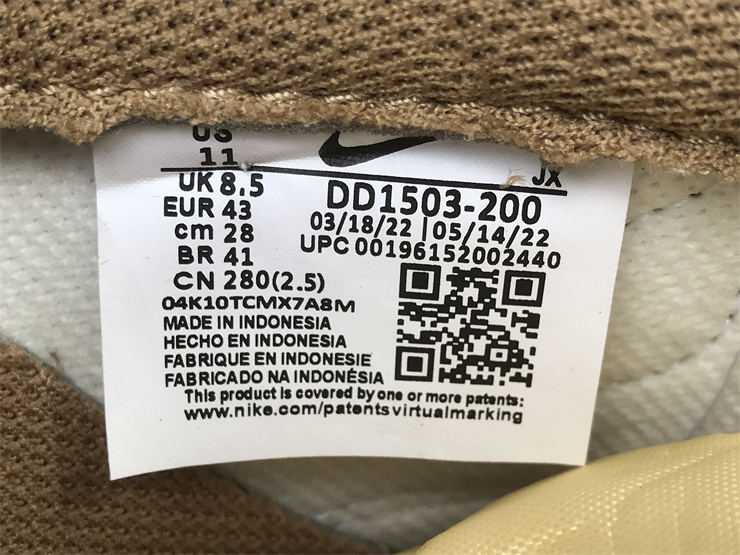 US
11
JX
UK 8.5
EUR 43
cm 28
BR 41
CN 280(2.5)
DD1503-200
03/18/22 | 05/14/22
UPC 00196152002440
04K10TCMX7A8M
MADE IN INDONESIA
HECHO EN INDONESIA
FABRIQUE EN INDONESIE
FABRICADO NA INDONÉSIA
This product is covered by one or more patents:
www.nike.com/patentsvirtualmarking